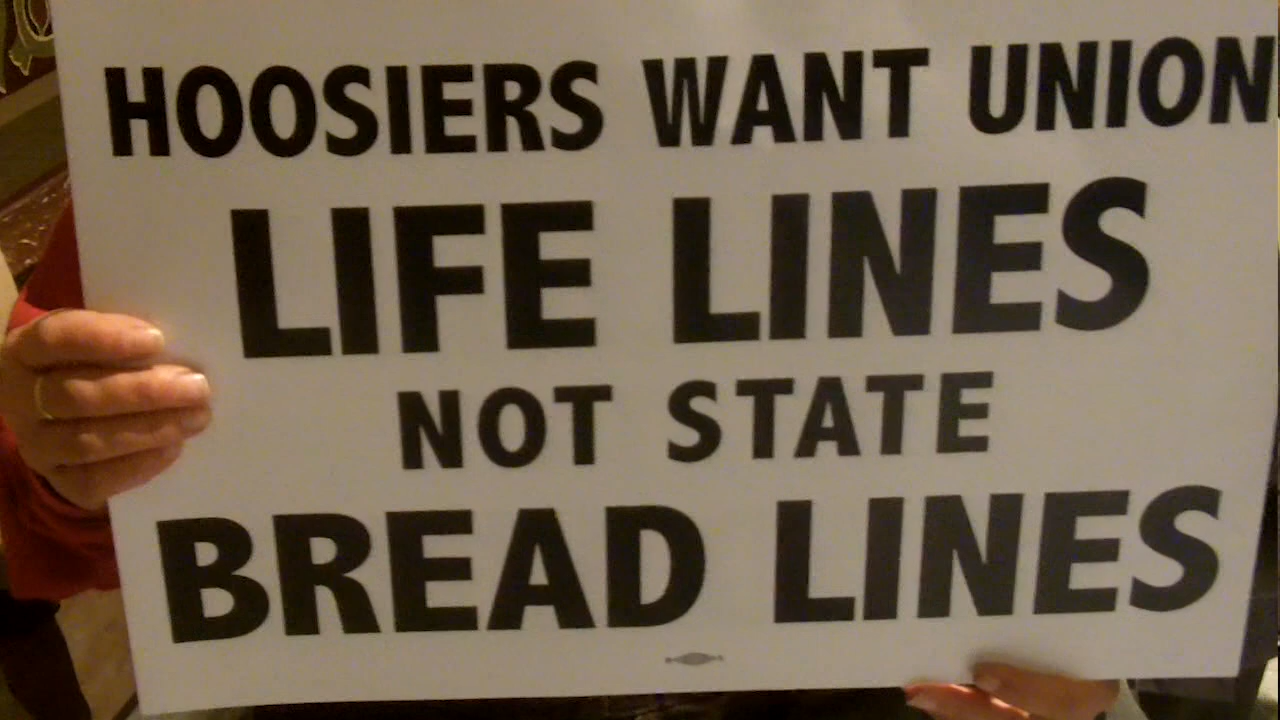 HOOSIERS WANT UNION
LIFE LINES
NOT STATE
BREAD LINES